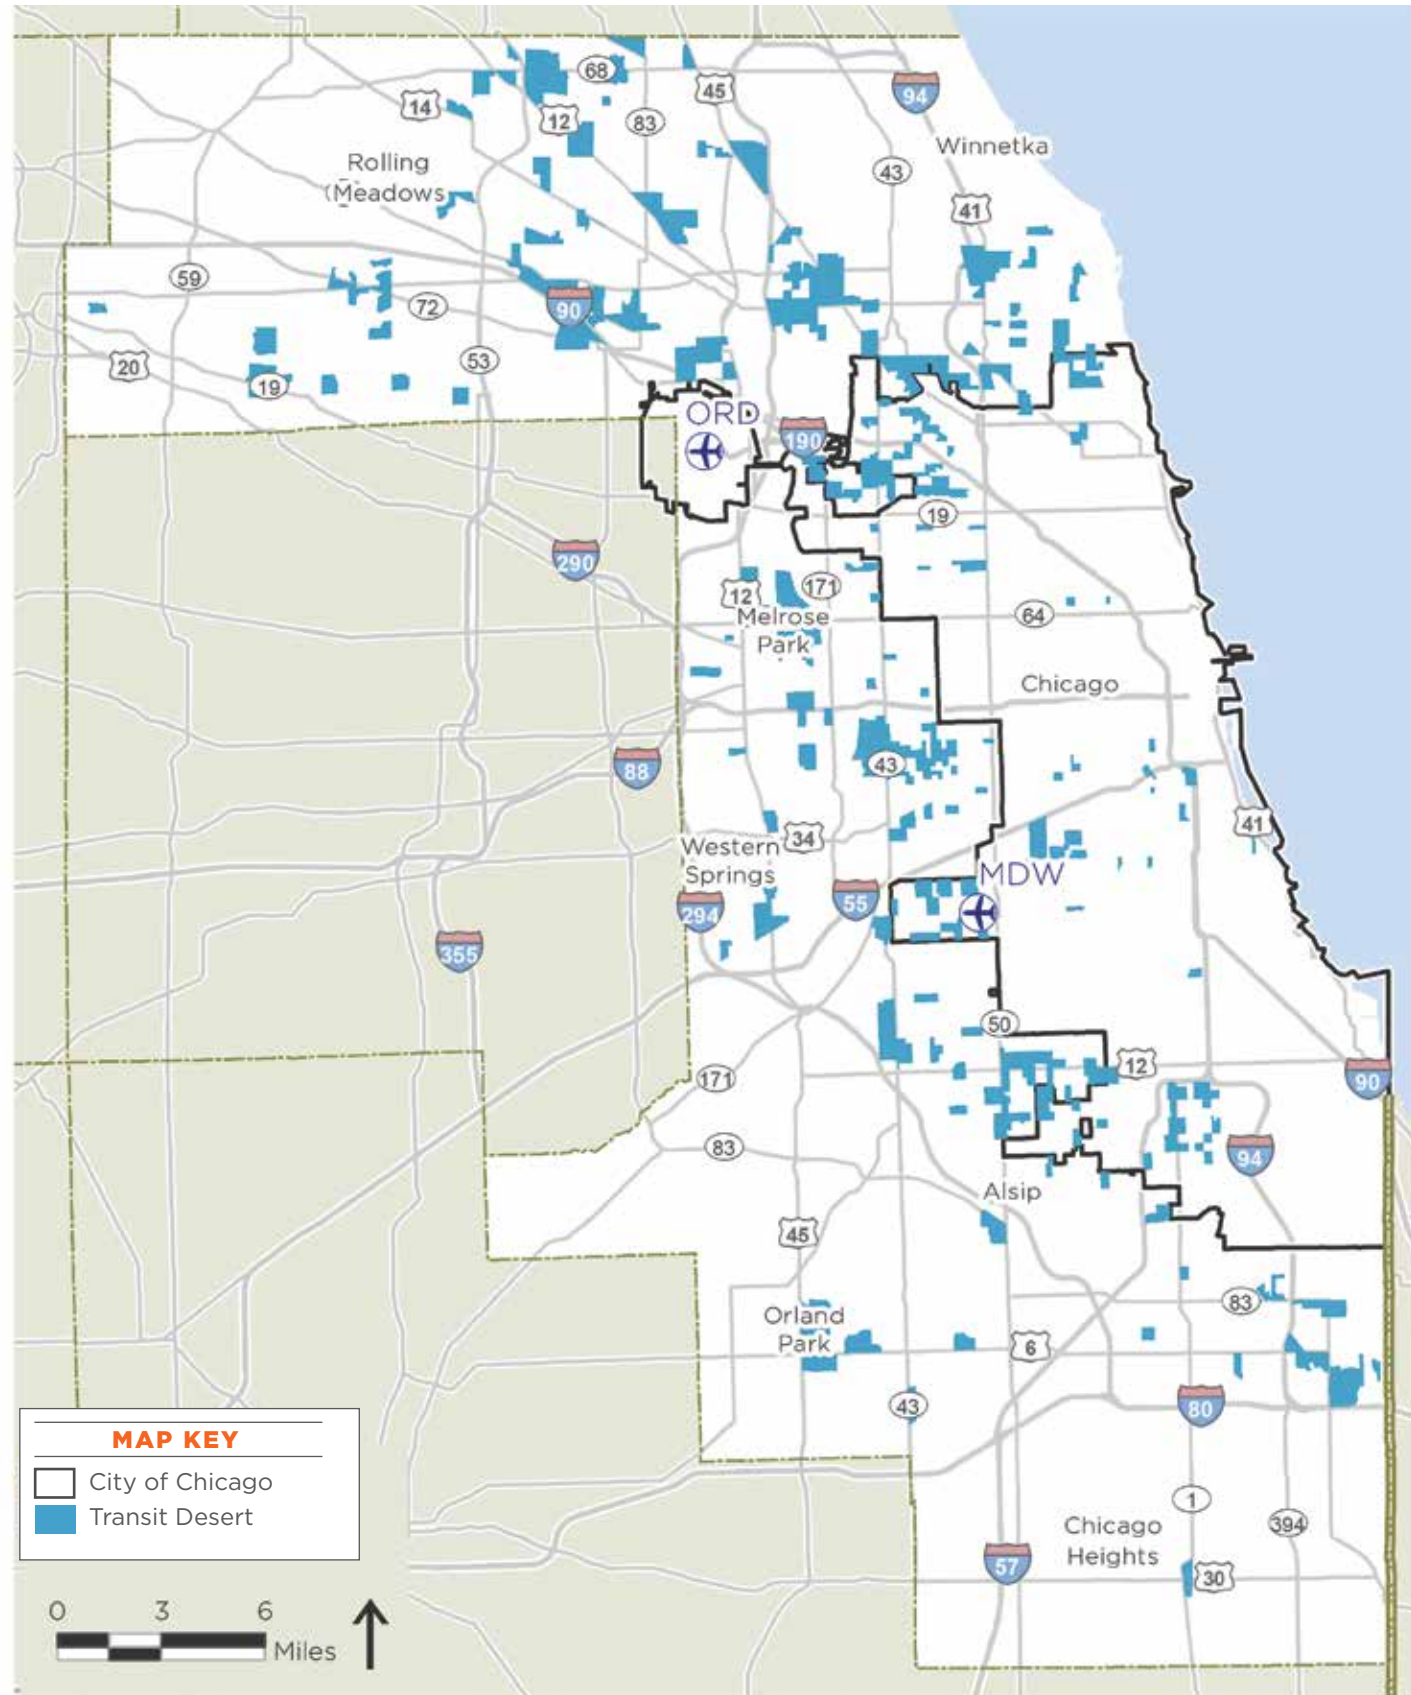 68
45
94
14
12
83
Winnetka
Rolling
Meadows
43
41
59
72
90
20
19
53
ORD
190
19
290
12
171
Melrose
Park
64
Chicago
88
43
41
34
Western
Springs
MDW
294
55
355
50
12
90
171
83
94
Alsip
45
83
Orland
Park
6
43
80
MAP KEY
City of Chicago
Transit Desert
1
394
Chicago
Heights
57
30
0 3 6
Miles